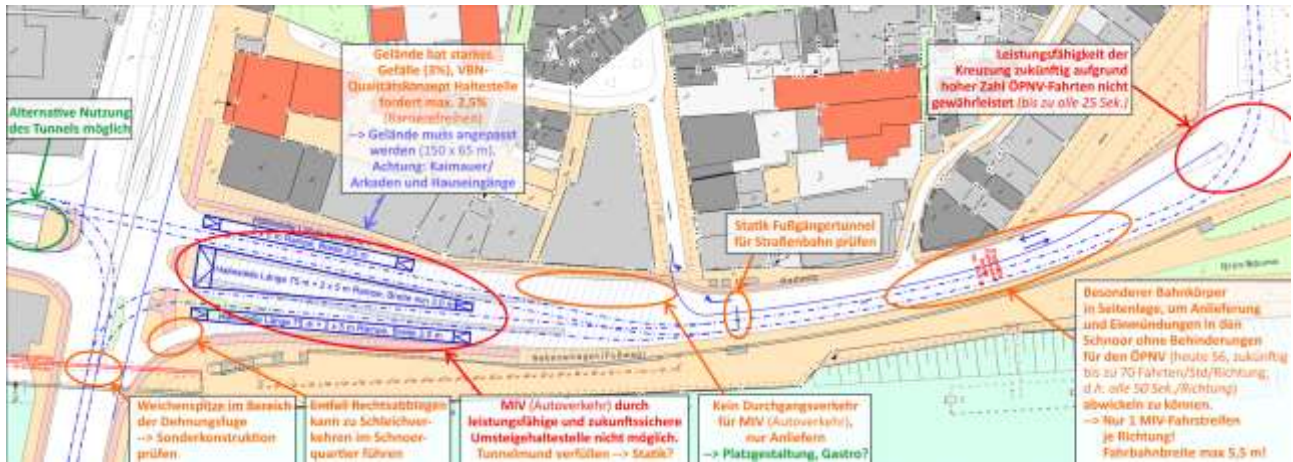 Alternative Nutzung
des Tunnels möglich
Gelände hat starkes
Gefälle (3%), VBN-
Qualitätskonzept Haltestelle
fordert max. 2,5%
(Barrierefreiheit)
--> Gelände muss angepasst
werden (150 x 65 m).
Achtung: Kaimauer/
Arkaden und Hauseingänge
Leistungsfähigkeit der
Kreuzung zukünftig aufgrund
hoher Zahl ÖPNV-Fahrten nicht
gewährleistet (bis zu alle 25 Sek.)
Statik Fußgängertunnel
für Straßenbahn prüfen
Weichenspitze im Bereich
der Dehnungsfuge
--> Sonderkonstruktion
prüfen
Entfall Rechtsabbiegen
kann zu Schleichver-
kehren im Schnoor-
quartier führen
MIV (Autoverkehr) durch
leistungsfähige und zukunftssichere
Umsteigehaltestelle nicht möglich.
Tunnelmund verfüllen --> Statik?
Kein Durchgangsverkehr
für MIV (Autoverkehr),
nur Anliefern
--> Platzgestaltung, Gastro?
Besonderer Bahnkörper
in Seitenlage, um Anlieferung
und Einmündungen in den
Schnoor ohne Behinderungen
für den ÖPNV (heute 56, zukünftig
bis zu 70 Fahrten/Std/Richtung,
d.h. alle 50 Sek./Richtung)
abwickeln zu können.
--> Nur 1 MIV-Fahrstreifen
je Richtung!
Fahrbahnbreite max 5,5 m!